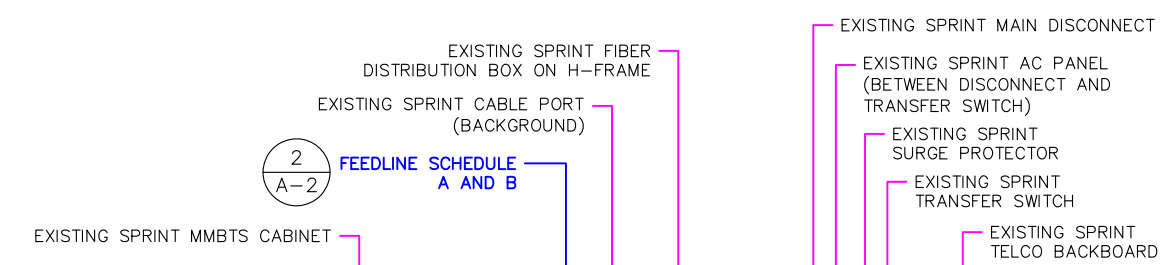 EXISTING SPRINT MAIN DISCONNECT
EXISTING SPRINT FIBER
DISTRIBUTION BOX ON H-FRAME
EXISTING SPRINT AC PANEL
(BETWEEN DISCONNECT AND
TRANSFER SWITCH)
EXISTING SPRINT CABLE PORT
(BACKGROUND)
EXISTING SPRINT
SURGE PROTECTOR
2
A-2
FEEDLINE SCHEDULE
A AND B
EXISTING SPRINT
TRANSFER SWITCH
EXISTING SPRINT MMBTS CABINET
EXISTING SPRINT
TELCO BACKBOARD